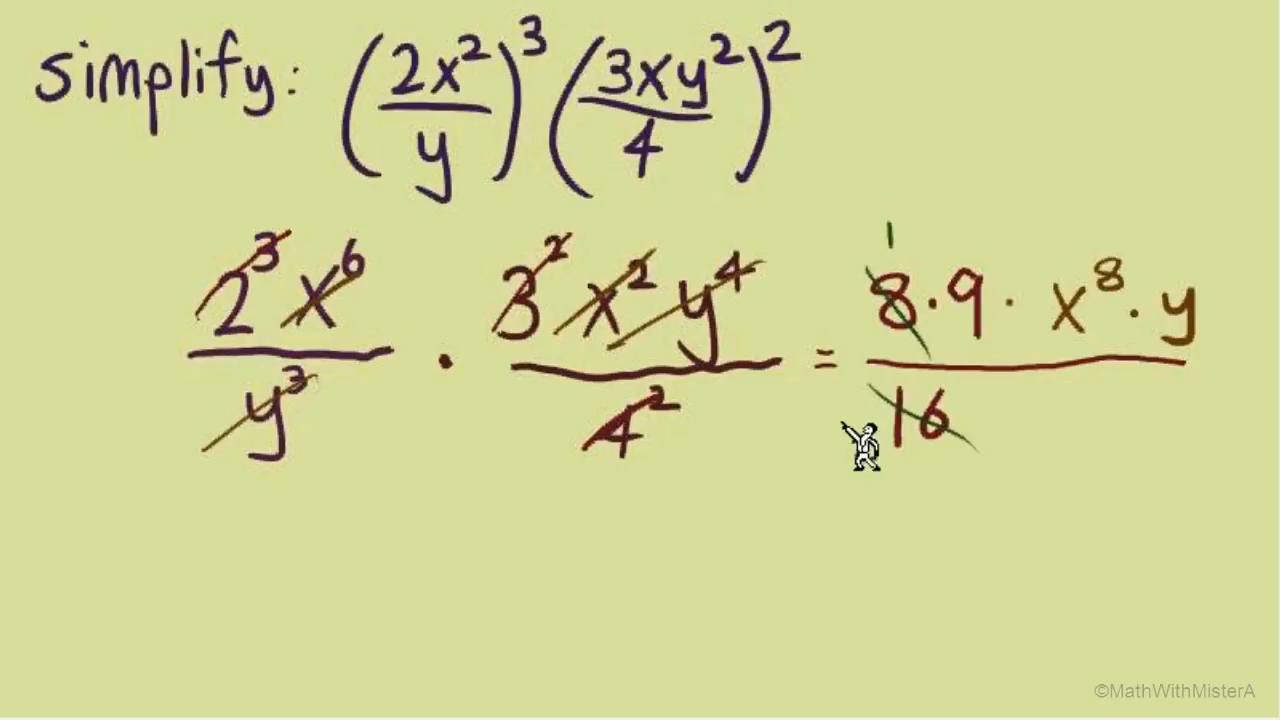 simplify: (2x²/y)³ (3xy²/4)²
2³x⁶/y³ · 3²x²y⁴/4² = 1 8·9·x⁸·y/16
©MathWithMisterA